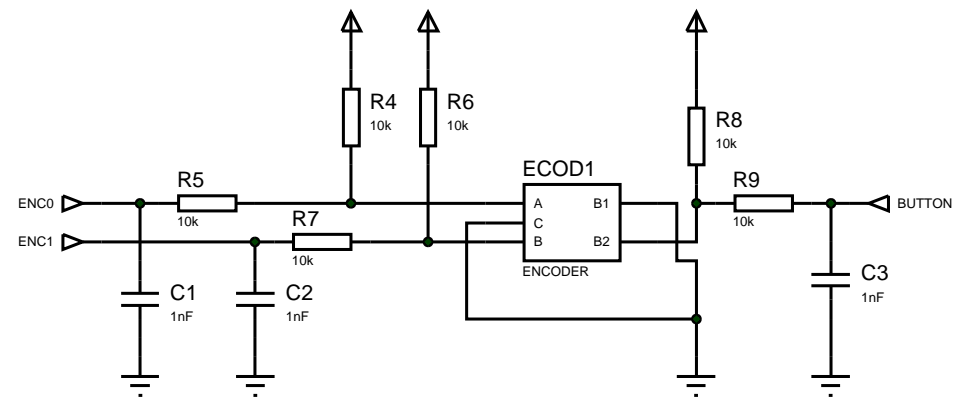 R4
10k
R6
10k
R8
10k
ECOD1
R5
10k
R9
10k
ENC0
A
B1
BUTTON
R7
10k
C
ENC1
B
B2
ENCODER
C1
1nF
C2
1nF
C3
1nF